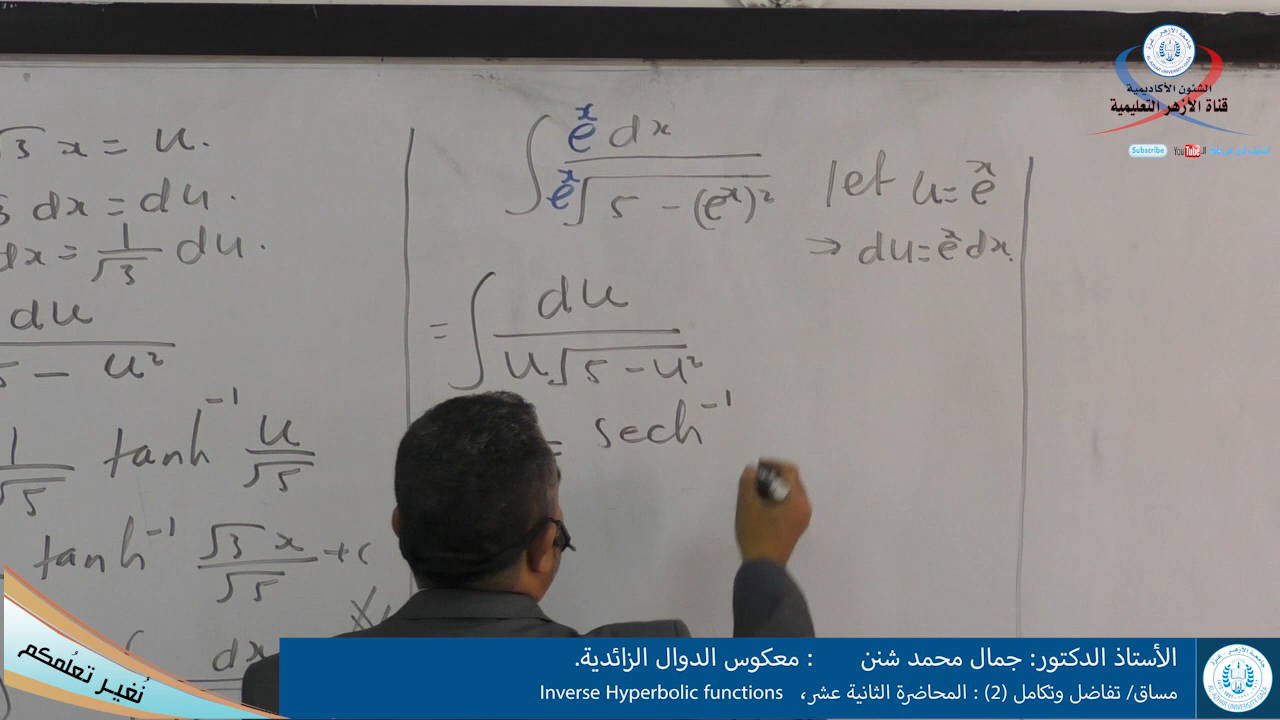 √3 x = u.
3 dx = du.
dx = 1/√3 du.
du
5 - u²
1/√5 tanh⁻¹ u/√5
tanh⁻¹ √3 x/√5 + c
dx
∫ eˣ dx / eˣ√5 - (eˣ)²
let u = eˣ
⇒ du = eˣ dx.
= ∫ du / u√5 - u²
= sech⁻¹
الشئون الأكاديمية
قناة الأزهر التعليمية
Subscribe YouTube
نُغير تعلُمكم
الأستاذ الدكتور: جمال محمد شنن : معكوس الدوال الزائدية.
مساق/ تفاضل وتكامل (2) : المحاضرة الثانية عشر، Inverse Hyperbolic functions